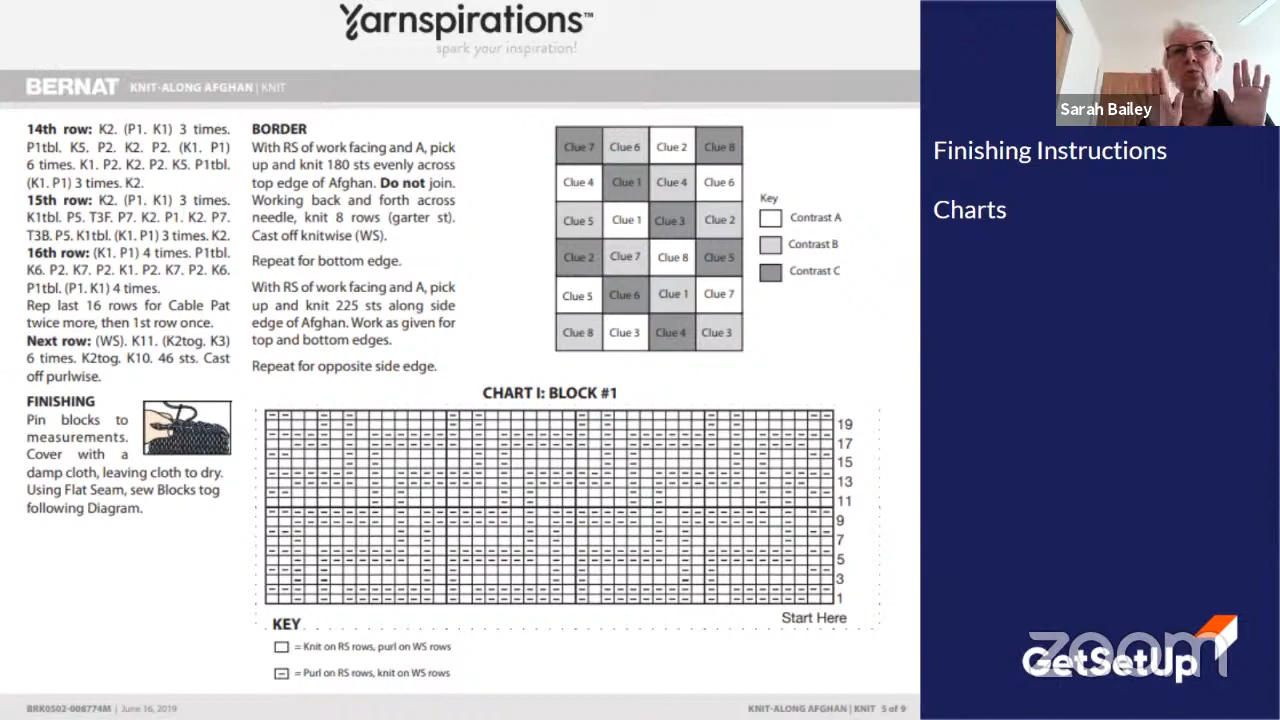 Yarnspirations™
spark your inspiration!
BERNAT KNIT-ALONG AFGHAN | KNIT
14th row: K2. (P1. K1) 3 times.
P1tbl. K5. P2. K2. P2. (K1. P1)
6 times. K1. P2. K2. P2. K5. P1tbl.
(K1. P1) 3 times. K2.
15th row: K2. (P1. K1) 3 times.
K1tbl. P5. T3F. P7. K2. P1. K2. P7.
T3B. P5. K1tbl. (K1. P1) 3 times. K2.
16th row: (K1. P1) 4 times. P1tbl.
K6. P2. K7. P2. K1. P2. K7. P2. K6.
P1tbl. (P1. K1) 4 times.
Rep last 16 rows for Cable Pat
twice more, then 1st row once.
Next row: (WS). K11. (K2tog. K3)
6 times. K2tog. K10. 46 sts. Cast
off purlwise.
FINISHING
Pin blocks to
measurements.
Cover with a
damp cloth, leaving cloth to dry.
Using Flat Seam, sew Blocks tog
following Diagram.
BORDER
With RS of work facing and A, pick
up and knit 180 sts evenly across
top edge of Afghan. Do not join.
Working back and forth across
needle, knit 8 rows (garter st).
Cast off knitwise (WS).
Repeat for bottom edge.
With RS of work facing and A, pick
up and knit 225 sts along side
edge of Afghan. Work as given for
top and bottom edges.
Repeat for opposite side edge.
Clue 7 Clue 6 Clue 2 Clue 8
Clue 4 Clue 1 Clue 4 Clue 6
Clue 5 Clue 1 Clue 3 Clue 2
Clue 2 Clue 7 Clue 8 Clue 5
Clue 5 Clue 6 Clue 1 Clue 7
Clue 8 Clue 3 Clue 4 Clue 3
Key
Contrast A
Contrast B
Contrast C
CHART I: BLOCK #1
19
17
15
13
11
9
7
5
3
1
Start Here
KEY
= Knit on RS rows, purl on WS rows
= Purl on RS rows, knit on WS rows
BRK0502-008774M | June 16, 2019
KNIT-ALONG AFGHAN | KNIT 5 of 9
Sarah Bailey
Finishing Instructions
Charts
zoom
GetSetUp